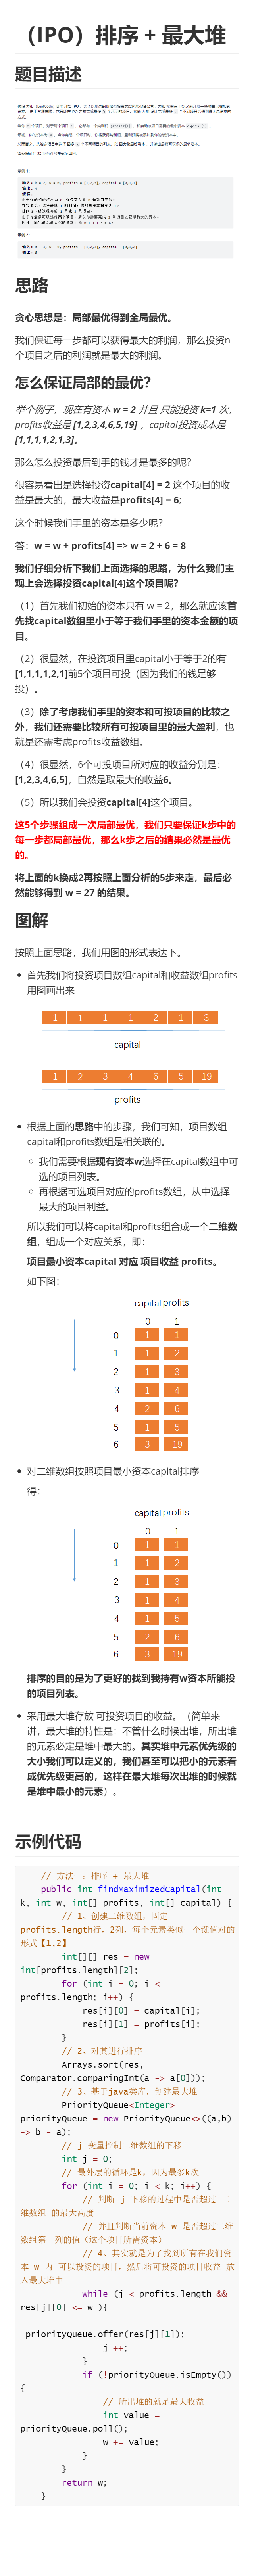 （IPO）排序 + 最大堆
题目描述
示例 1：
输入：k = 2, w = 0, profits = [1,2,3], capital = [0,1,1]
输出：4
解释：
示例 2：
输入：k = 3, w = 0, profits = [1,2,3], capital = [0,1,2]
输出：6
思路
贪心思想是：局部最优得到全局最优。
我们保证每一步都可以获得最大的利润，那么投资n
个项目之后的利润就是最大的利润。
怎么保证局部的最优？
举个例子，现在有资本 w = 2 并且 只能投资 k=1 次，
profits收益是 [1,2,3,4,6,5,19] ，capital投资成本是
[1,1,1,1,2,1,3]。
那么怎么投资最后到手的钱才是最多的呢？
很容易看出是选择投资capital[4] = 2 这个项目的收
益是最大的，最大收益是profits[4] = 6;
这个时候我们手里的资本是多少呢？
答：w = w + profits[4] => w = 2 + 6 = 8
我们仔细分析下我们上面选择的思路，为什么我们主
观上会选择投资capital[4]这个项目呢？
（1）首先我们初始的资本只有 w = 2，那么就应该首
先找capital数组里小于等于我们手里的资本金额的项
目。
（2）很显然，在投资项目里capital小于等于2的有
[1,1,1,1,2,1]前5个项目可投（因为我们的钱足够
投）。
（3）除了考虑我们手里的资本和可投项目的比较之
外，我们还需要比较所有可投项目里的最大盈利，也
就是还需考虑profits收益数组。
（4）很显然，6个可投项目所对应的收益分别是：
[1,2,3,4,6,5]，自然是取最大的收益6。
（5）所以我们会投资capital[4]这个项目。
这5个步骤组成一次局部最优，我们只要保证k步中的
每一步都局部最优，那么k步之后的结果必然是最优
的。
将上面的k换成2再按照上面分析的5步来走，最后必
然能够得到 w = 27 的结果。
图解
按照上面思路，我们用图的形式表达下。
首先我们将投资项目数组capital和收益数组profits
用图画出来
1 1 1 1 2 1 3
capital
1 2 3 4 6 5 19
profits
根据上面的思路中的步骤，我们可知，项目数组
capital和profits数组是相关联的。
我们需要根据现有资本w选择在capital数组中可
选的项目列表。
再根据可选项目对应的profits数组，从中选择
最大的项目利益。
所以我们可以将capital和profits组合成一个二维数
组，组成一个对应关系，即：
项目最小资本capital 对应 项目收益 profits。
如下图：
capital profits
0 1
0 1 1
1 1 2
2 1 3
3 1 4
4 2 6
5 1 5
6 3 19
对二维数组按照项目最小资本capital排序
得：
capital profits
0 1
0 1 1
1 1 2
2 1 3
3 1 4
4 1 5
5 2 6
6 3 19
排序的目的是为了更好的找到我持有w资本所能投
的项目列表。
采用最大堆存放 可投资项目的收益。（简单来
讲，最大堆的特性是：不管什么时候出堆，所出堆
的元素必定是堆中最大的。其实堆中元素优先级的
大小我们可以定义的，我们甚至可以把小的元素看
成优先级更高的，这样在最大堆每次出堆的时候就
是堆中最小的元素）。
示例代码
// 方法一：排序 + 最大堆
public int findMaximizedCapital(int
k, int w, int[] profits, int[] capital) {
// 1、创建二维数组，固定
profits.length行，2列，每个元素类似一个键值对的
形式【1,2】
int[][] res = new
int[profits.length][2];
for (int i = 0; i <
profits.length; i++) {
res[i][0] = capital[i];
res[i][1] = profits[i];
}
// 2、对其进行排序
Arrays.sort(res,
Comparator.comparingInt(a -> a[0]));
// 3、基于java类库，创建最大堆
PriorityQueue<Integer>
priorityQueue = new PriorityQueue<>((a,b)
-> b - a);
// j 变量控制二维数组的下移
int j = 0;
// 最外层的循环是k，因为最多k次
for (int i = 0; i < k; i++) {
// 判断 j 下移的过程中是否超过 二
维数组 的最大高度
// 并且判断当前资本 w 是否超过二维
数组第一列的值（这个项目所需资本）
// 4、其实就是为了找到所有在我们资
本 w 内 可以投资的项目，然后将可投资的项目收益 放
入最大堆中
while (j < profits.length &&
res[j][0] <= w ){
priorityQueue.offer(res[j][1]);
j ++;
}
if (!priorityQueue.isEmpty())
{
// 所出堆的就是最大收益
int value =
priorityQueue.poll();
w += value;
}
}
return w;
}